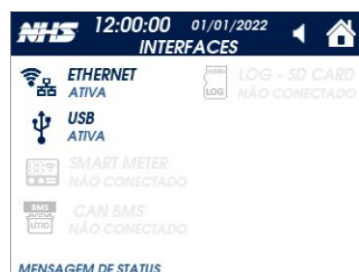 NHS 12:00:00 01/01/2022
INTERFACES
ETHERNET
ATIVA
LOG - SD CARD
NÃO CONECTADO
LOG
USB
ATIVA
SMART METER
NÃO CONECTADO
BMS
LÍTIO
CAN BMS
NÃO CONECTADO
MENSAGEM DE STATUS